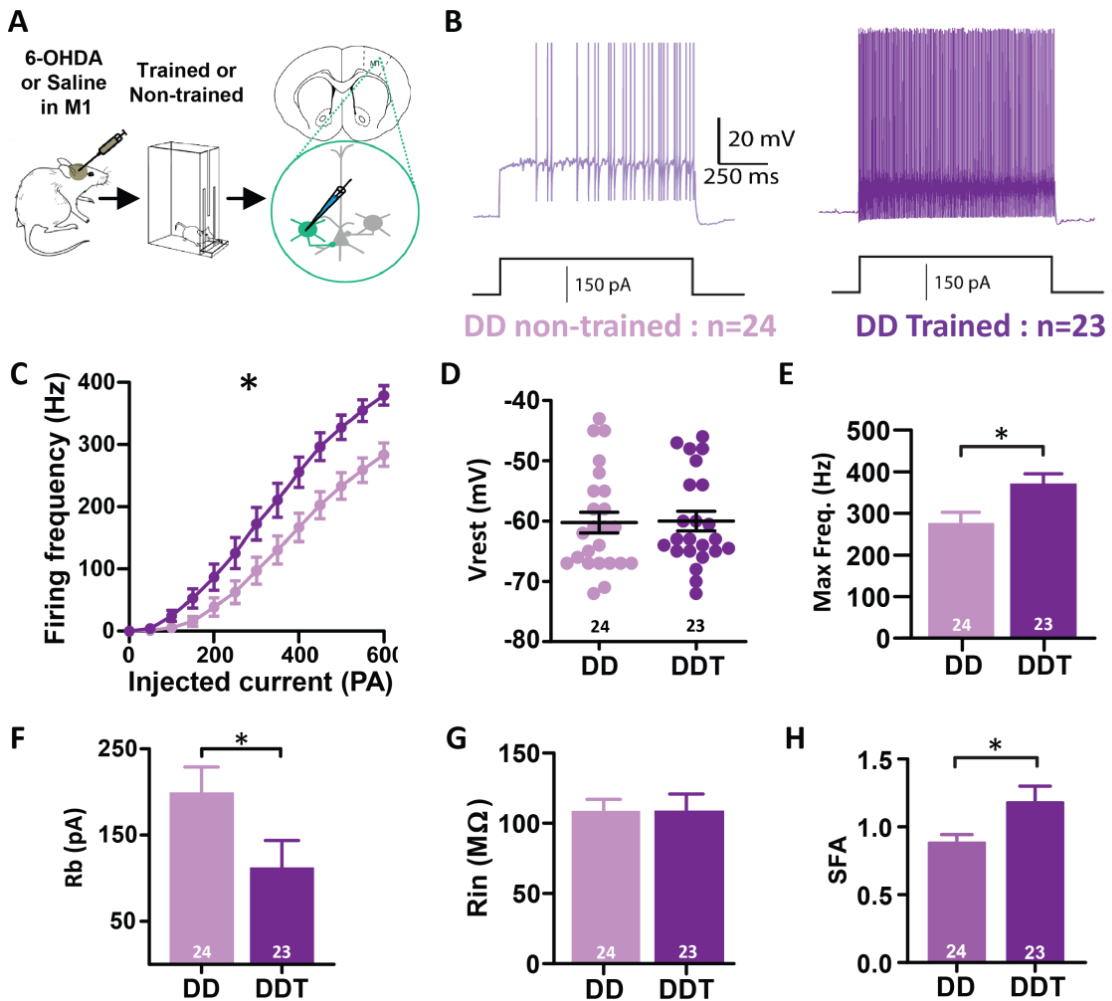 A
6-OHDA
or Saline
in M1
Trained or
Non-trained
M1
B
20 mV
250 ms
150 pA
150 pA
DD non-trained : n=24
DD Trained : n=23
C
*
Firing frequency (Hz)
400
300
200
100
0
0
200
400
600
Injected current (PA)
D
Vrest (mV)
-40
-50
-60
-70
-80
24
23
DD
DDT
E
Max Freq. (Hz)
500
400
300
200
100
0
*
24
23
DD
DDT
F
Rb (pA)
250
150
50
*
24
23
DD
DDT
G
Rin (MΩ)
150
100
50
0
24
23
DD
DDT
H
SFA
1.5
1.0
0.5
0.0
*
24
23
DD
DDT